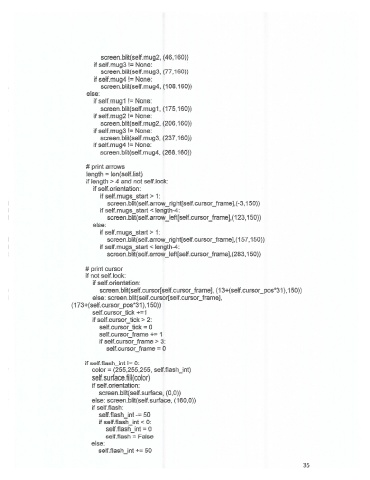 screen.blit(self.mug2, (46,160))
if self.mug3 != None:
screen.blit(self.mug3, (77,160))
if self.mug4 != None:
screen.blit(self.mug4, (108,160))
else:
if self.mug1 != None:
screen.blit(self.mug1, (175,160))
if self.mug2 != None:
screen.blit(self.mug2, (206,160))
if self.mug3 != None:
screen.blit(self.mug3, (237,160))
if self.mug4 != None:
screen.blit(self.mug4, (268,160))
# print arrows
length = len(self.list)
if length > 4 and not self.lock:
if self.orientation:
if self.mugs_start > 1:
screen.blit(self.arrow_right[self.cursor_frame],(-3,150))
if self.mugs_start < length-4:
screen.blit(self.arrow_left[self.cursor_frame],(123,150))
else:
if self.mugs_start > 1:
screen.blit(self.arrow_right[self.cursor_frame],(157,150))
if self.mugs_start < length-4:
screen.blit(self.arrow_left[self.cursor_frame],(283,150))
# print cursor
if not self.lock:
if self.orientation:
screen.blit(self.cursor[self.cursor_frame], (13+(self.cursor_pos*31),150))
else: screen.blit(self.cursor[self.cursor_frame],
(173+(self.cursor_pos*31),150))
self.cursor_tick +=1
if self.cursor_tick > 2:
self.cursor_tick = 0
self.cursor_frame += 1
if self.cursor_frame > 3:
self.cursor_frame = 0
if self.flash_int != 0:
color = (255,255,255, self.flash_int)
self.surface.fill(color)
if self.orientation:
screen.blit(self.surface, (0,0))
else: screen.blit(self.surface, (160,0))
if self.flash:
self.flash_int -= 50
if self.flash_int < 0:
self.flash_int = 0
self.flash = False
else:
self.flash_int += 50
35